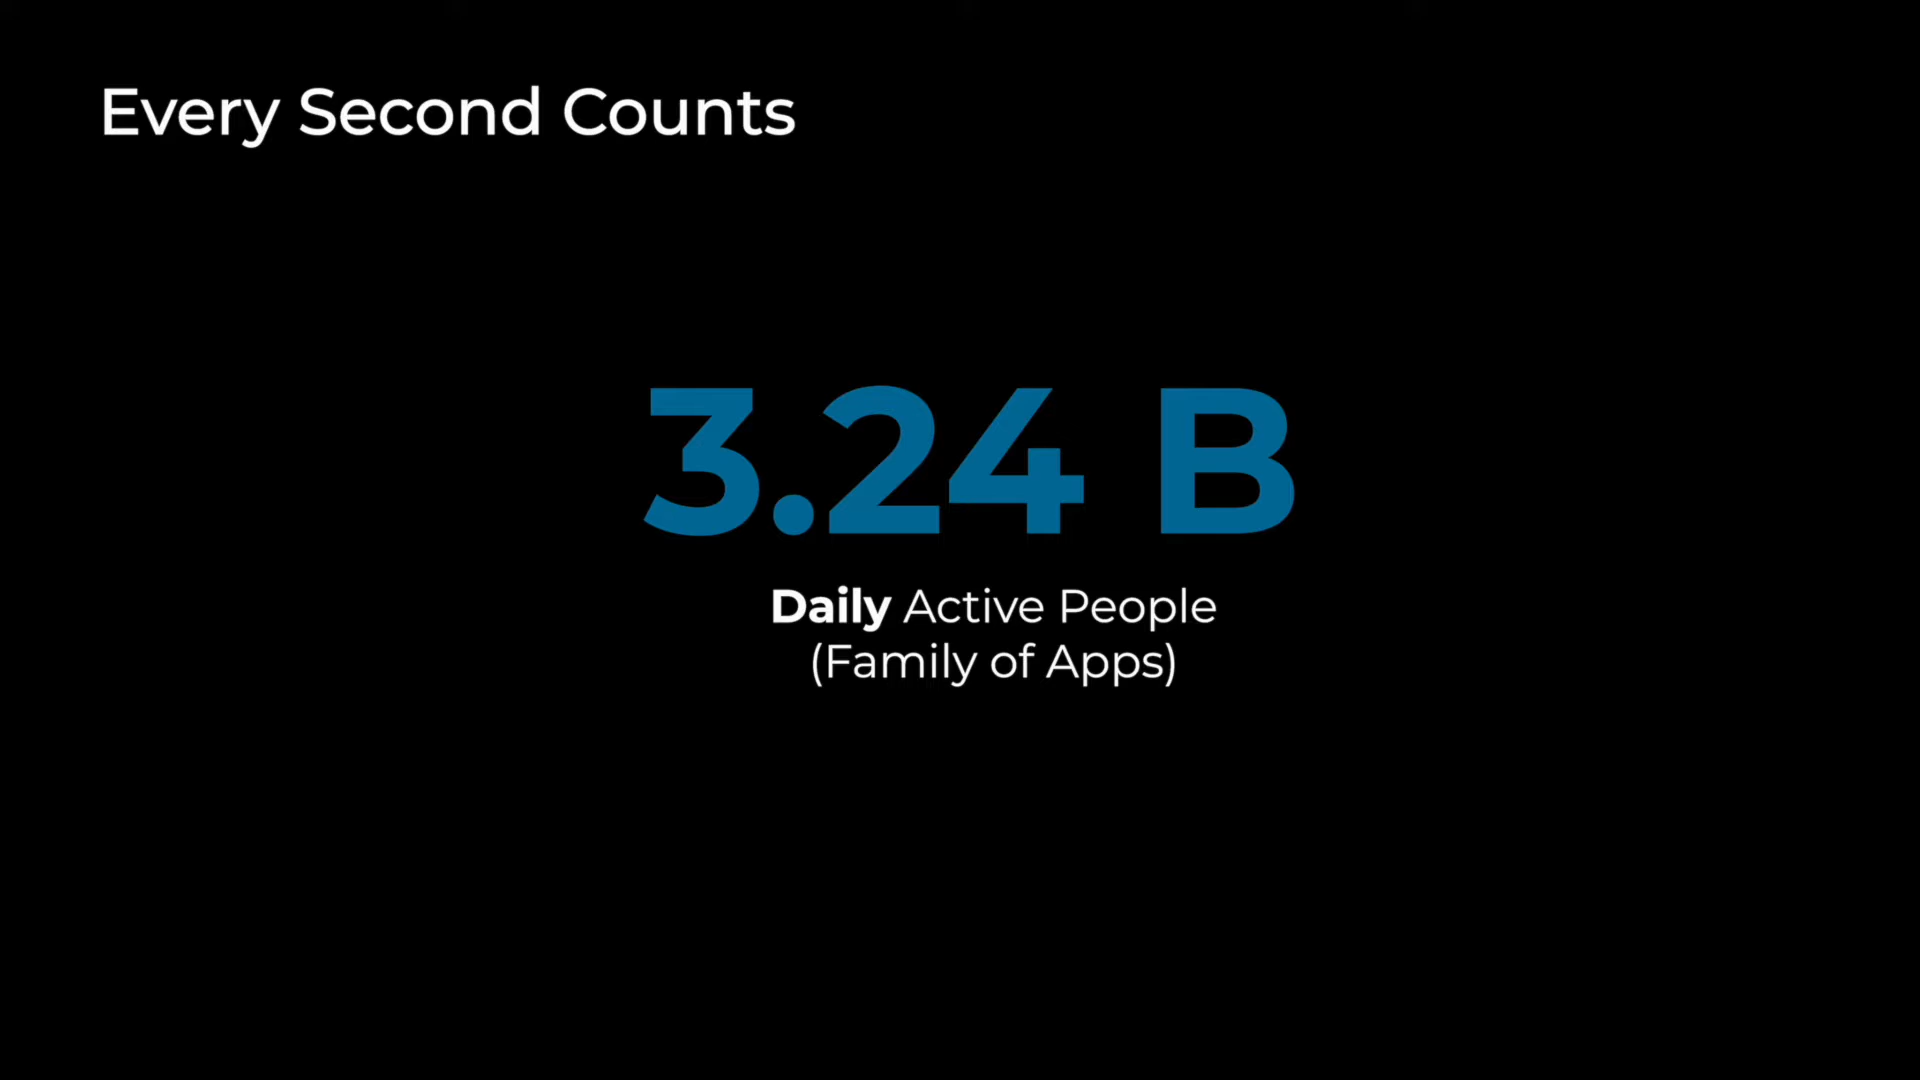 Every Second Counts
3.24 B
Daily Active People
(Family of Apps)